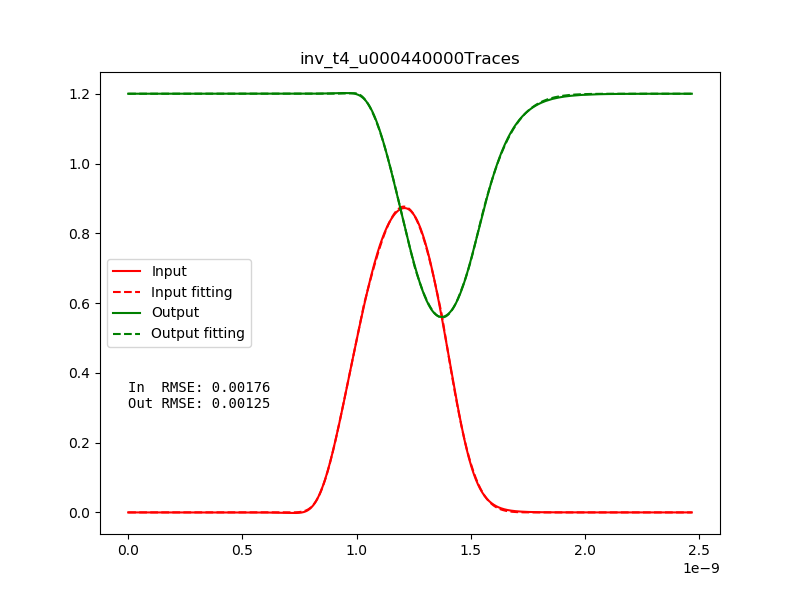 inv_t4_u000440000Traces
1.2
1.0
0.8
0.6
0.4
0.2
0.0
Input
Input fitting
Output
Output fitting
In  RMSE: 0.00176
Out RMSE: 0.00125
0.0
0.5
1.0
1.5
2.0
2.5
1e−9